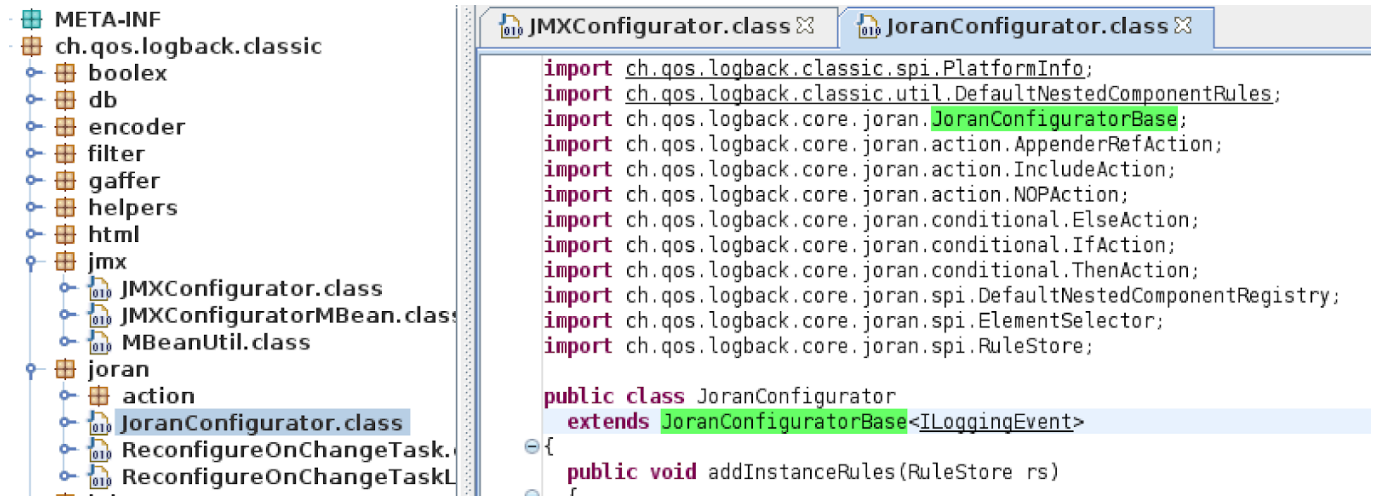 META-INF
ch.qos.logback.classic
boolex
db
encoder
filter
gaffer
helpers
html
jmx
JMXConfigurator.class
JMXConfiguratorMBean.clas
MBeanUtil.class
joran
action
JoranConfigurator.class
ReconfigureOnChangeTask.
ReconfigureOnChangeTaskL
JMXConfigurator.class
JoranConfigurator.class
import ch.qos.logback.classic.spi.PlatformInfo;
import ch.qos.logback.classic.util.DefaultNestedComponentRules;
import ch.qos.logback.core.joran.JoranConfiguratorBase;
import ch.qos.logback.core.joran.action.AppenderRefAction;
import ch.qos.logback.core.joran.action.IncludeAction;
import ch.qos.logback.core.joran.action.NOPAction;
import ch.qos.logback.core.joran.conditional.ElseAction;
import ch.qos.logback.core.joran.conditional.IfAction;
import ch.qos.logback.core.joran.conditional.ThenAction;
import ch.qos.logback.core.joran.spi.DefaultNestedComponentRegistry;
import ch.qos.logback.core.joran.spi.ElementSelector;
import ch.qos.logback.core.joran.spi.RuleStore;
public class JoranConfigurator
extends JoranConfiguratorBase<ILoggingEvent>
{
public void addInstanceRules(RuleStore rs)